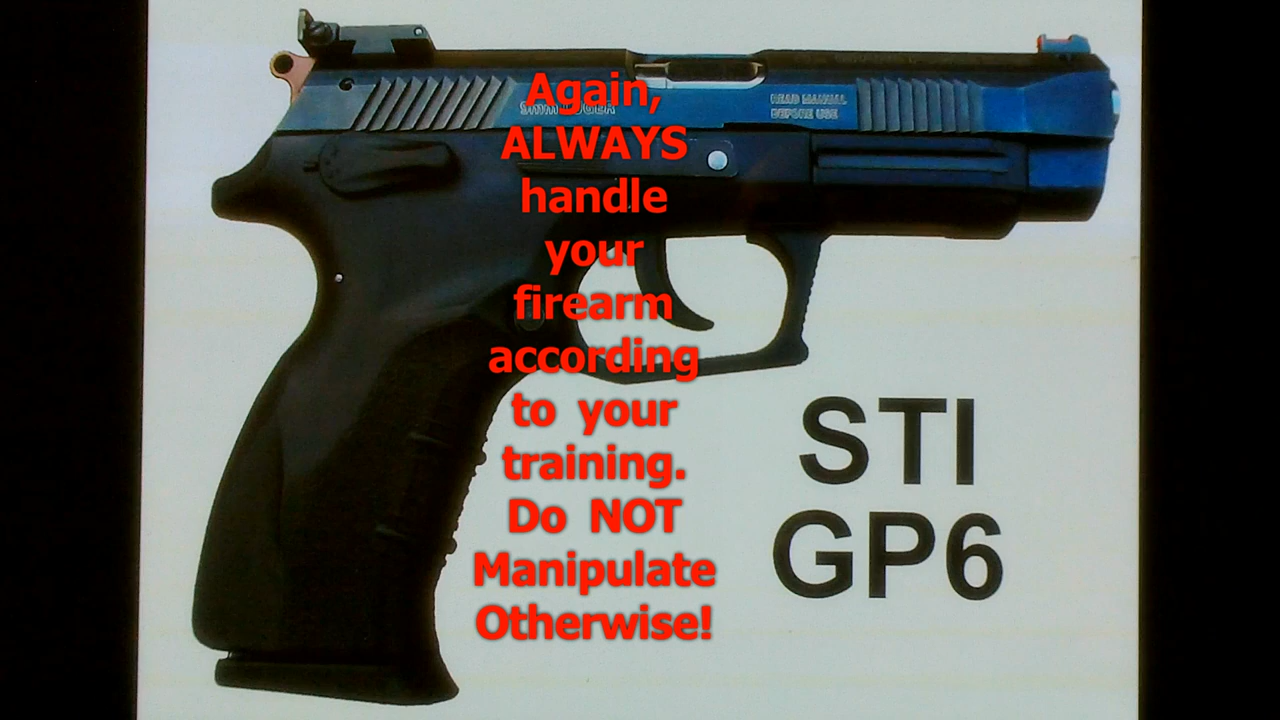 Again,
ALWAYS
handle
your
firearm
according
to your
training.
Do NOT
Manipulate
Otherwise!
READ MANUAL
BEFORE USE
STI
GP6